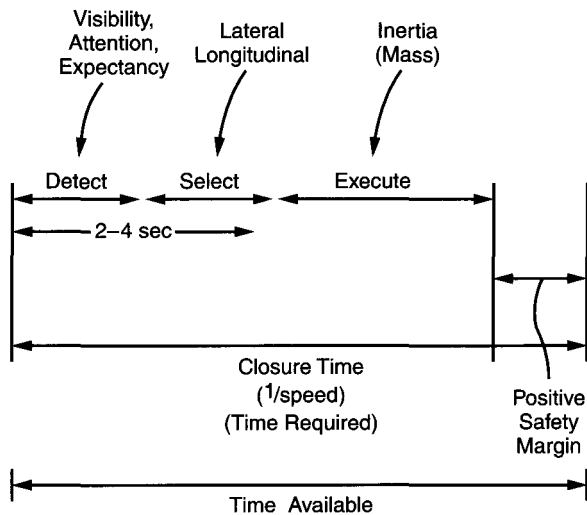 Visibility,
Attention,
Expectancy
Lateral
Longitudinal
Inertia
(Mass)
Detect
Select
Execute
2–4 sec
Closure Time
(1/speed)
(Time Required)
Positive
Safety
Margin
Time Available